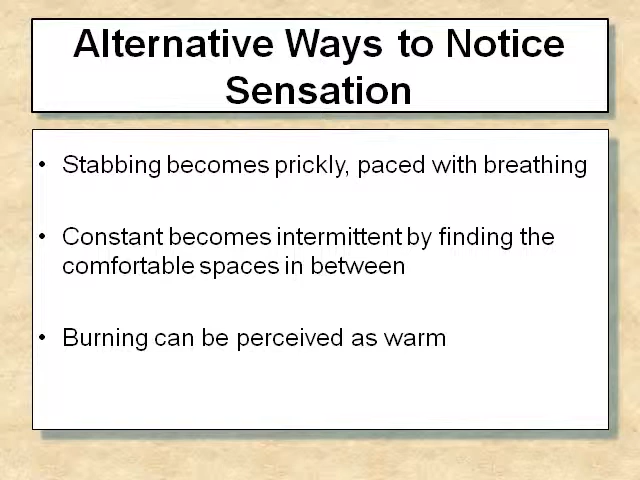 Alternative Ways to Notice
Sensation
• Stabbing becomes prickly, paced with breathing
• Constant becomes intermittent by finding the
comfortable spaces in between
• Burning can be perceived as warm